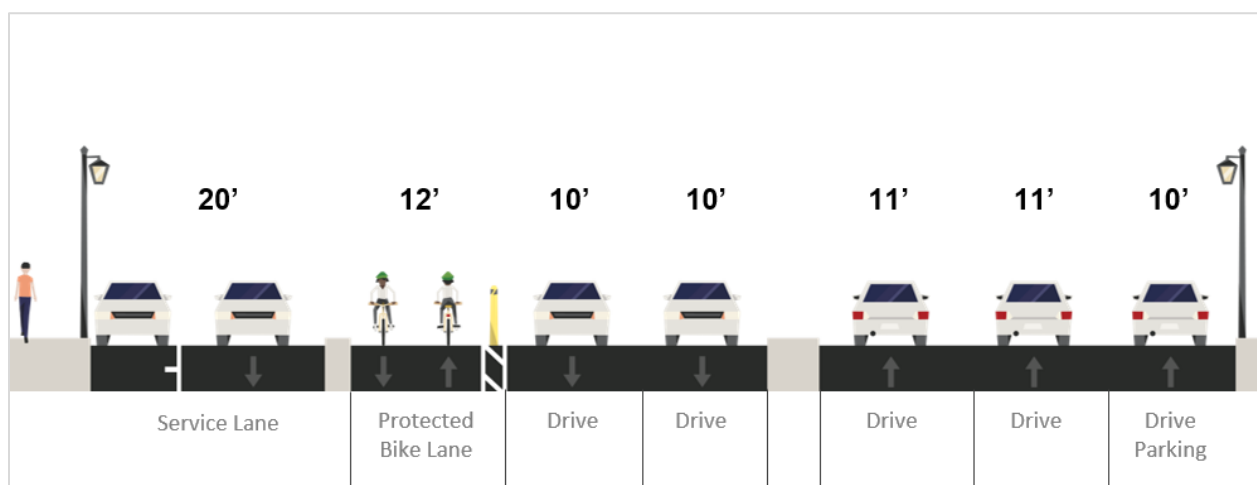 20’ 12’ 10’ 10’ 11’ 11’ 10’
Service Lane
Protected
Bike Lane
Drive
Drive
Drive
Drive
Drive
Parking